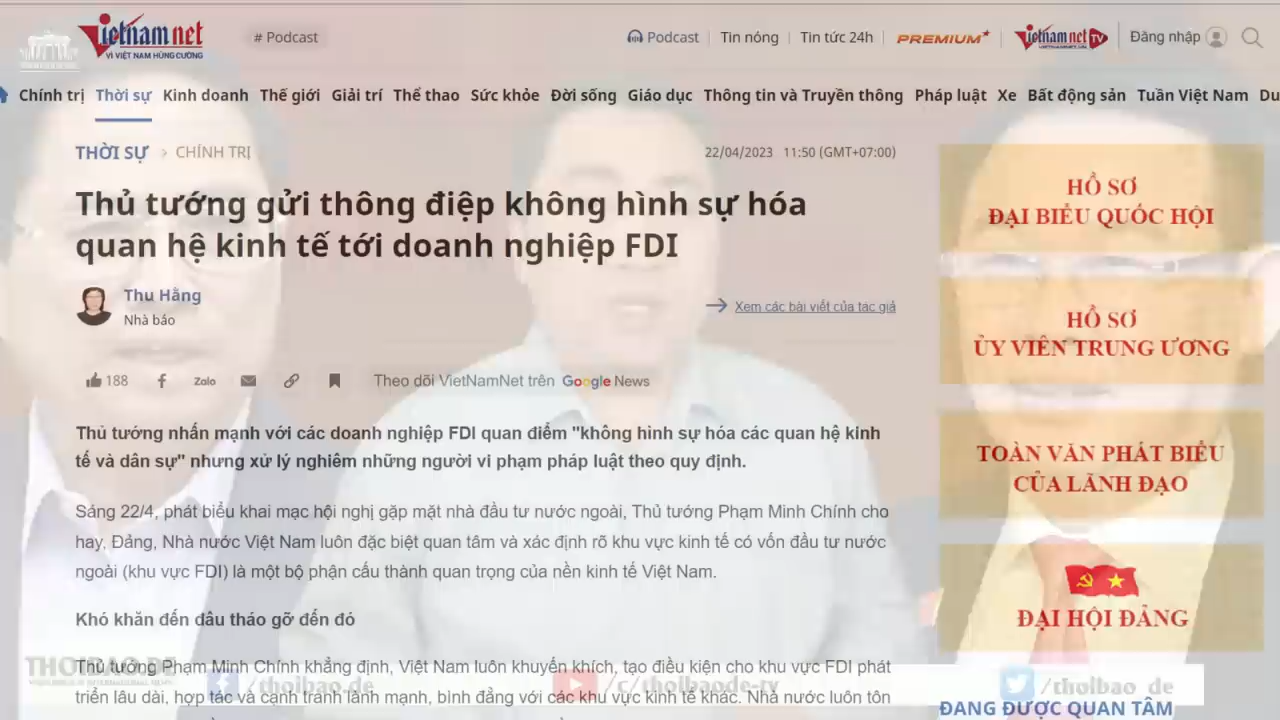 Vietnamnet
VÌ VIỆT NAM HÙNG CƯỜNG
# Podcast
Podcast
Tin nóng
Tin tức 24h
PREMIUM
Vietnamnet TV
Đăng nhập
Chính trị Thời sự Kinh doanh Thế giới Giải trí Thể thao Sức khỏe Đời sống Giáo dục Thông tin và Truyền thông Pháp luật Xe Bất động sản Tuần Việt Nam Du
THỜI SỰ > CHÍNH TRỊ
22/04/2023 11:50 (GMT+07:00)
Thủ tướng gửi thông điệp không hình sự hóa
quan hệ kinh tế tới doanh nghiệp FDI
Thu Hằng
Nhà báo
Xem các bài viết của tác giả
188
Zalo
Theo dõi VietNamNet trên Google News
Thủ tướng nhấn mạnh với các doanh nghiệp FDI quan điểm "không hình sự hóa các quan hệ kinh
tế và dân sự" nhưng xử lý nghiêm những người vi phạm pháp luật theo quy định.
Sáng 22/4, phát biểu khai mạc hội nghị gặp mặt nhà đầu tư nước ngoài, Thủ tướng Phạm Minh Chính cho
hay, Đảng, Nhà nước Việt Nam luôn đặc biệt quan tâm và xác định rõ khu vực kinh tế có vốn đầu tư nước
ngoài (khu vực FDI) là một bộ phận cấu thành quan trọng của nền kinh tế Việt Nam.
Khó khăn đến đâu tháo gỡ đến đó
Thủ tướng Phạm Minh Chính khẳng định, Việt Nam luôn khuyến khích, tạo điều kiện cho khu vực FDI phát
triển lâu dài, hợp tác và cạnh tranh lành mạnh, bình đẳng với các khu vực kinh tế khác. Nhà nước luôn tôn
HỒ SƠ
ĐẠI BIỂU QUỐC HỘI
HỒ SƠ
ỦY VIÊN TRUNG ƯƠNG
TOÀN VĂN PHÁT BIỂU
CỦA LÃNH ĐẠO
ĐẠI HỘI ĐẢNG
ĐANG ĐƯỢC QUAN TÂM
THOIBAO.DE
/thoibao.de
/c/thoibaode-tv
/thoibao_de